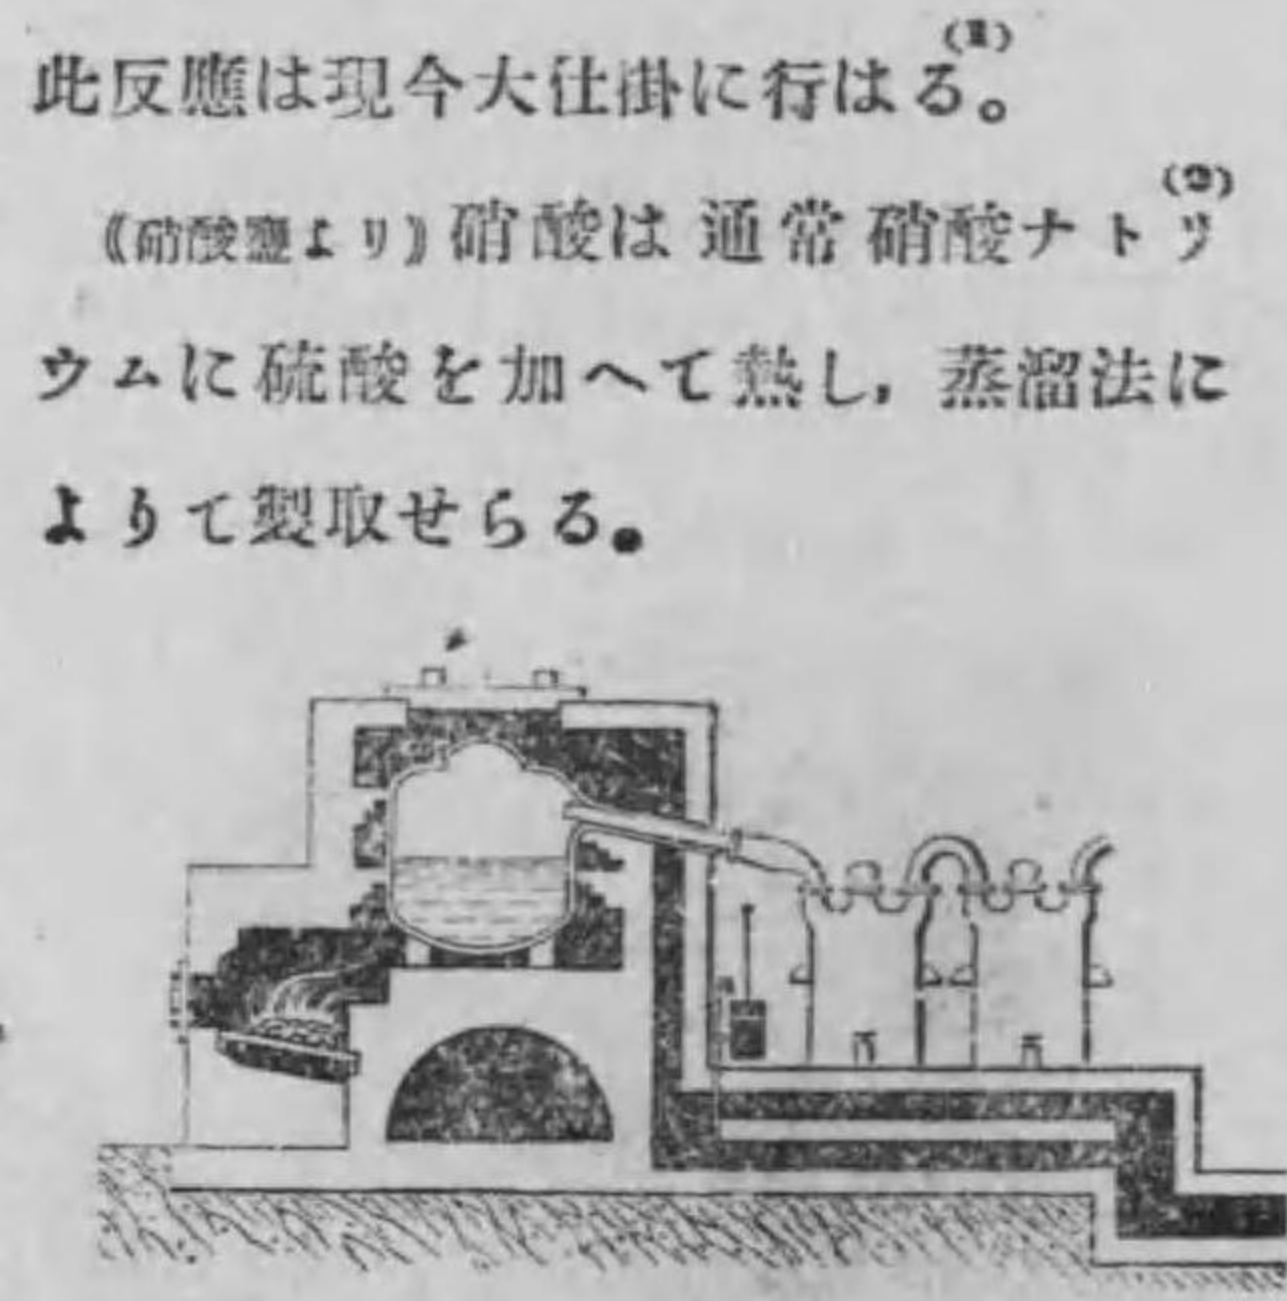 此反應は現今大仕掛に行はる。
⟪硝酸鹽より⟫硝酸は通常硝酸ナトリ
ウムに硫酸を加へて熱し,蒸溜法に
よりて製取せらる。